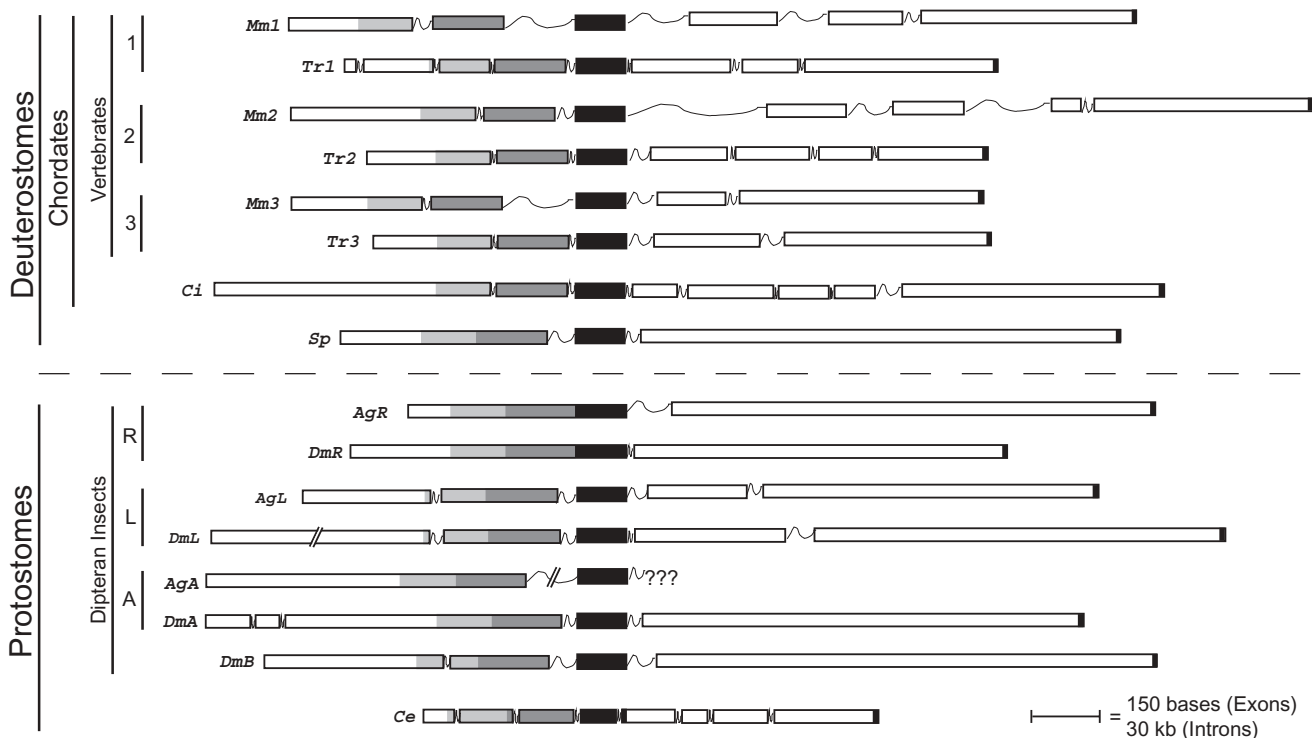 Deuterostomes
Chordates
Vertebrates
1
Mm1
Tr1
2
Mm2
Tr2
3
Mm3
Tr3
Ci
Sp
Protostomes
Dipteran Insects
R
AgR
DmR
L
AgL
DmL
A
AgA
???
DmA
DmB
Ce
= 150 bases (Exons)
30 kb (Introns)